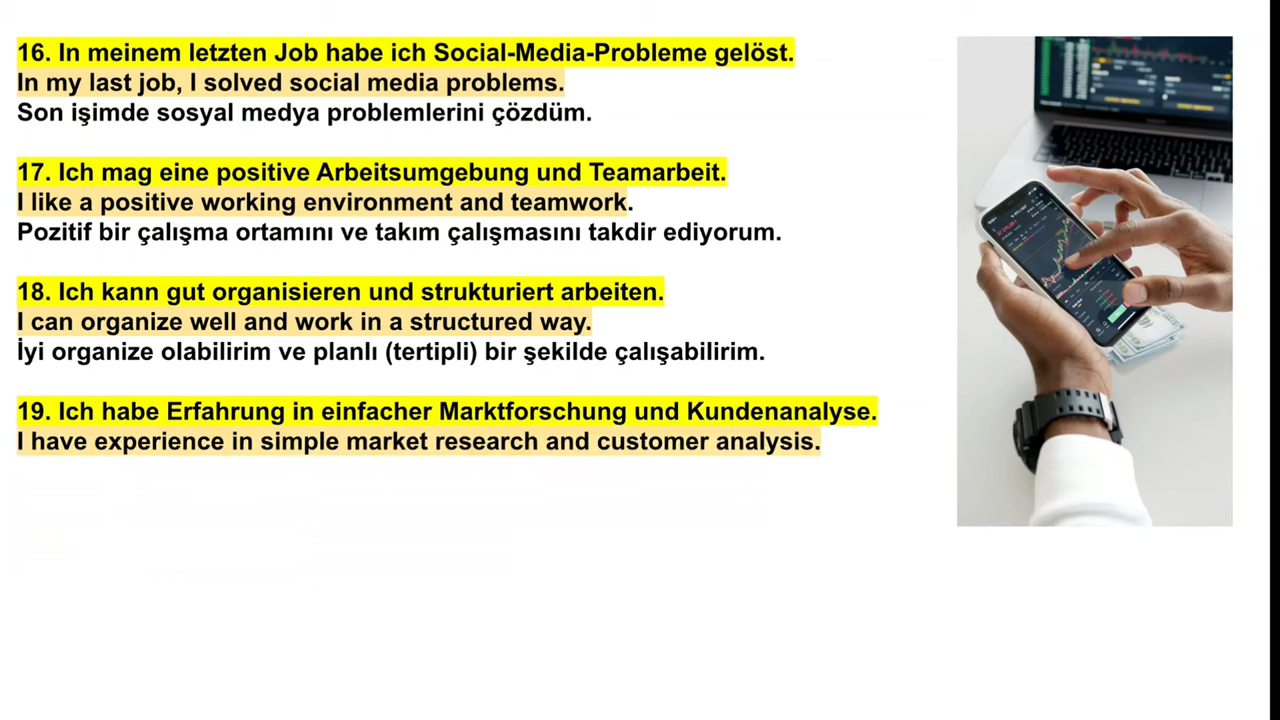 16. In meinem letzten Job habe ich Social-Media-Probleme gelöst.
In my last job, I solved social media problems.
Son işimde sosyal medya problemlerini çözdüm.
17. Ich mag eine positive Arbeitsumgebung und Teamarbeit.
I like a positive working environment and teamwork.
Pozitif bir çalışma ortamını ve takım çalışmasını takdir ediyorum.
18. Ich kann gut organisieren und strukturiert arbeiten.
I can organize well and work in a structured way.
İyi organize olabilirim ve planlı (tertipli) bir şekilde çalışabilirim.
19. Ich habe Erfahrung in einfacher Marktforschung und Kundenanalyse.
I have experience in simple market research and customer analysis.